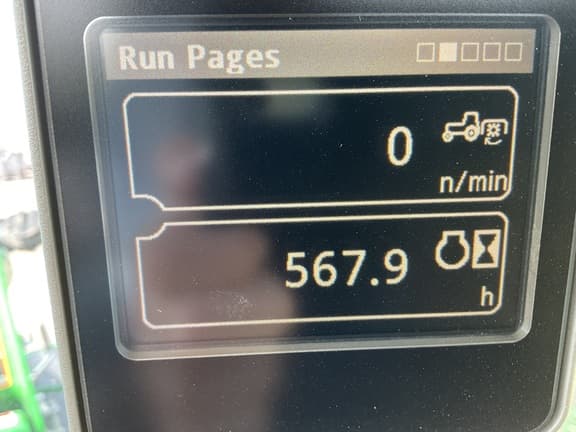 Run Pages
0
n/min
567.9
h